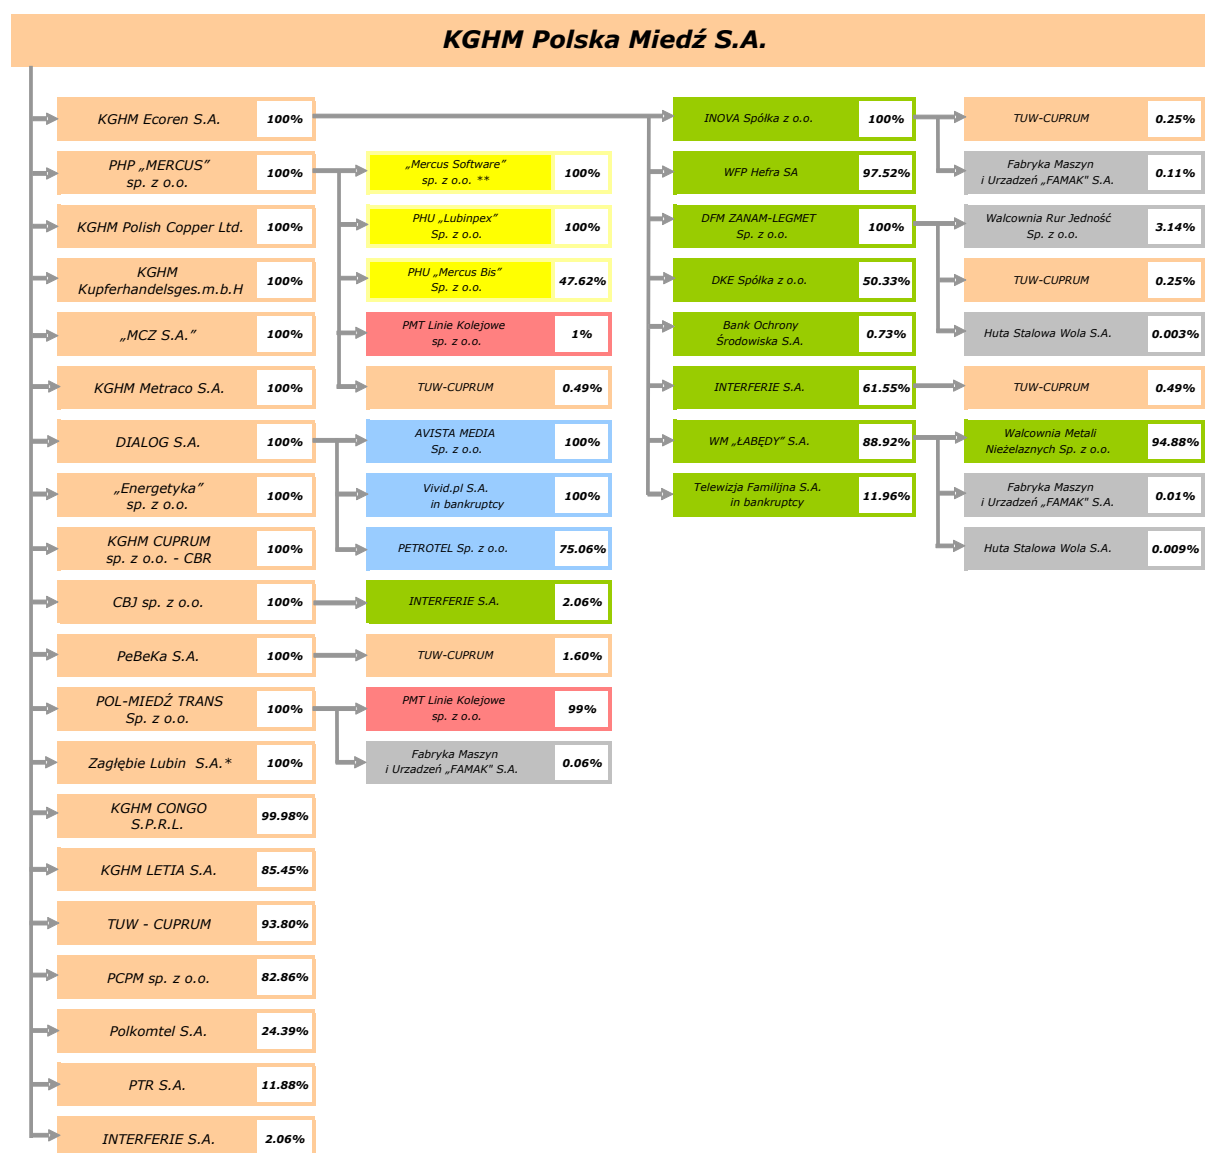 KGHM Polska Miedź S.A.
KGHM Ecoren S.A. 100%
PHP „MERCUS”
sp. z o.o. 100%
KGHM Polish Copper Ltd. 100%
KGHM
Kupferhandelsges.m.b.H 100%
„MCZ S.A.” 100%
KGHM Metraco S.A. 100%
DIALOG S.A. 100%
„Energetyka”
sp. z o.o. 100%
KGHM CUPRUM
sp. z o.o. - CBR 100%
CBJ sp. z o.o. 100%
PeBeKa S.A. 100%
POL-MIEDŹ TRANS
Sp. z o.o. 100%
Zagłębie Lubin S.A.* 100%
KGHM CONGO
S.P.R.L. 99.98%
KGHM LETIA S.A. 85.45%
TUW - CUPRUM 93.80%
PCPM sp. z o.o. 82.86%
Polkomtel S.A. 24.39%
PTR S.A. 11.88%
INTERFERIE S.A. 2.06%
„Mercus Software”
sp. z o.o. ** 100%
PHU „Lubinpex”
Sp. z o.o. 100%
PHU „Mercus Bis”
Sp. z o.o. 47.62%
PMT Linie Kolejowe
sp. z o.o. 1%
TUW-CUPRUM 0.49%
AVISTA MEDIA
Sp. z o.o. 100%
Vivid.pl S.A.
in bankruptcy 100%
PETROTEL Sp. z o.o. 75.06%
INTERFERIE S.A. 2.06%
TUW-CUPRUM 1.60%
PMT Linie Kolejowe
sp. z o.o. 99%
Fabryka Maszyn
i Urzadzeń „FAMAK" S.A. 0.06%
INOVA Spółka z o.o. 100%
WFP Hefra SA 97.52%
DFM ZANAM-LEGMET
Sp. z o.o. 100%
DKE Spółka z o.o. 50.33%
Bank Ochrony
Środowiska S.A. 0.73%
INTERFERIE S.A. 61.55%
WM „ŁABĘDY” S.A. 88.92%
Telewizja Familijna S.A.
in bankruptcy 11.96%
TUW-CUPRUM 0.25%
Fabryka Maszyn
i Urzadzeń „FAMAK" S.A. 0.11%
Walcownia Rur Jedność
Sp. z o.o. 3.14%
TUW-CUPRUM 0.25%
Huta Stalowa Wola S.A. 0.003%
TUW-CUPRUM 0.49%
Walcownia Metali
Nieżelaznych Sp. z o.o. 94.88%
Fabryka Maszyn
i Urzadzeń „FAMAK" S.A. 0.01%
Huta Stalowa Wola S.A. 0.009%